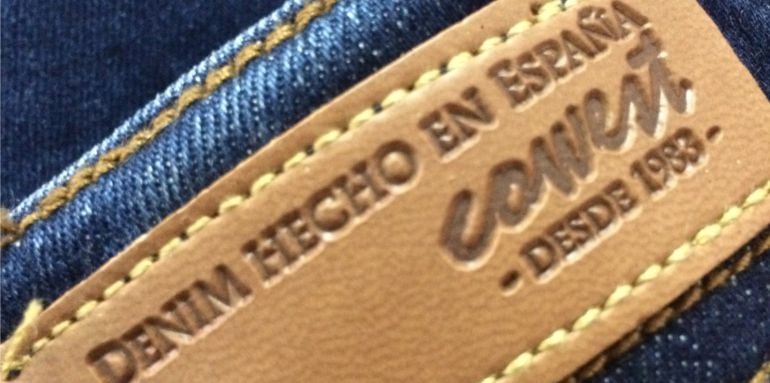 DENIM HECHO EN ESPAÑA
cowest
- DESDE 1983 -